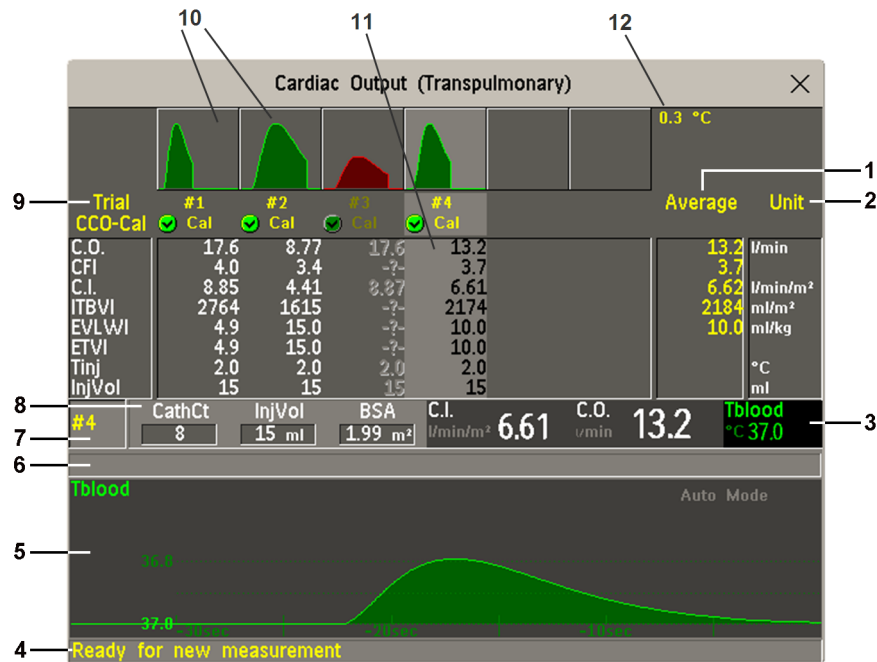 10 11 12
Cardiac Output (Transpulmonary)
0.3 °C
1
9 Trial #1 #2 #3 #4 Average Unit 2
CCO-Cal Cal Cal Cal Cal
C.O. 17.6 8.77 17.6 13.2 13.2 l/min
CFI 4.0 3.4 -?- 3.7 3.7
C.I. 8.85 4.41 8.87 6.61 6.62 l/min/m²
ITBVI 2764 1615 -?- 2174 2184 ml/m²
EVLWI 4.9 15.0 -?- 10.0 10.0 ml/kg
ETVI 4.9 15.0 -?- 10.0
Tinj 2.0 2.0 2.0 2.0 °C
InjVol 15 15 15 15 ml
8 CathCt InjVol BSA C.I. C.O. Tblood
7 #4 8 15 ml 1.99 m² l/min/m² 6.61 l/min 13.2 °C 37.0 3
6
Tblood Auto Mode
5
36.8
37.0 -30sec -20sec -10sec
4 Ready for new measurement